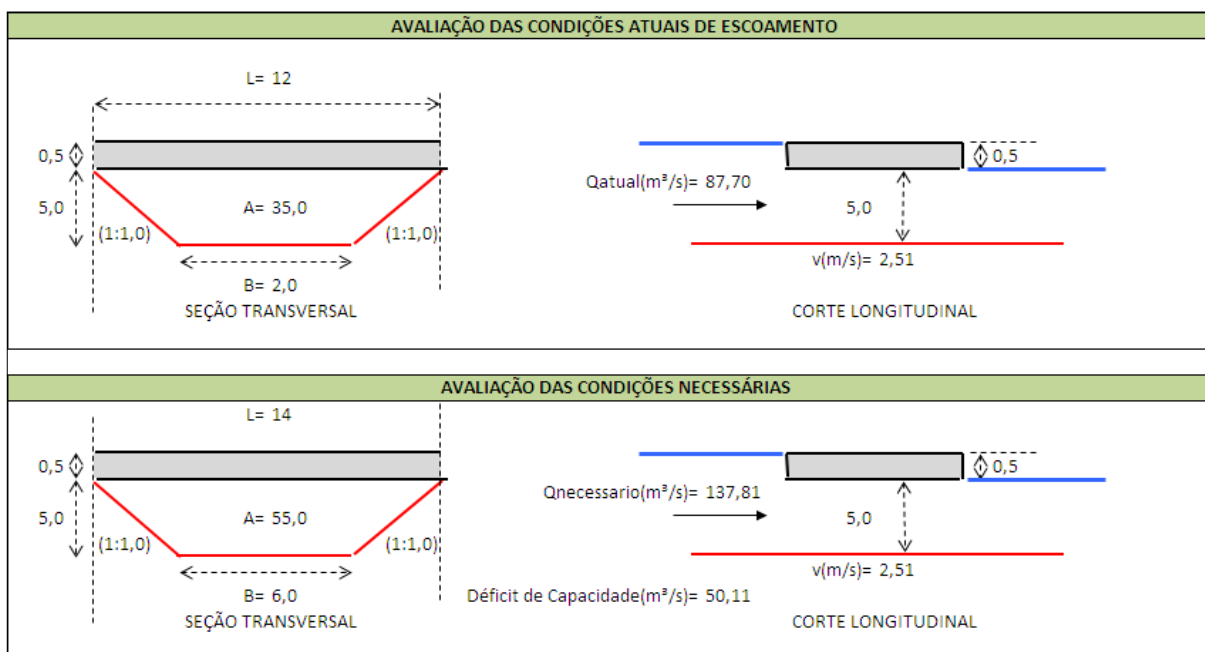 AVALIAÇÃO DAS CONDIÇÕES ATUAIS DE ESCOAMENTO
L= 12
0,5
5,0
A= 35,0
(1:1,0)
(1:1,0)
B= 2,0
SEÇÃO TRANSVERSAL
0,5
Qatual(m³/s)= 87,70
5,0
v(m/s)= 2,51
CORTE LONGITUDINAL
AVALIAÇÃO DAS CONDIÇÕES NECESSÁRIAS
L= 14
0,5
5,0
A= 55,0
(1:1,0)
(1:1,0)
B= 6,0
SEÇÃO TRANSVERSAL
0,5
Qnecessario(m³/s)= 137,81
5,0
v(m/s)= 2,51
Déficit de Capacidade(m³/s)= 50,11
CORTE LONGITUDINAL